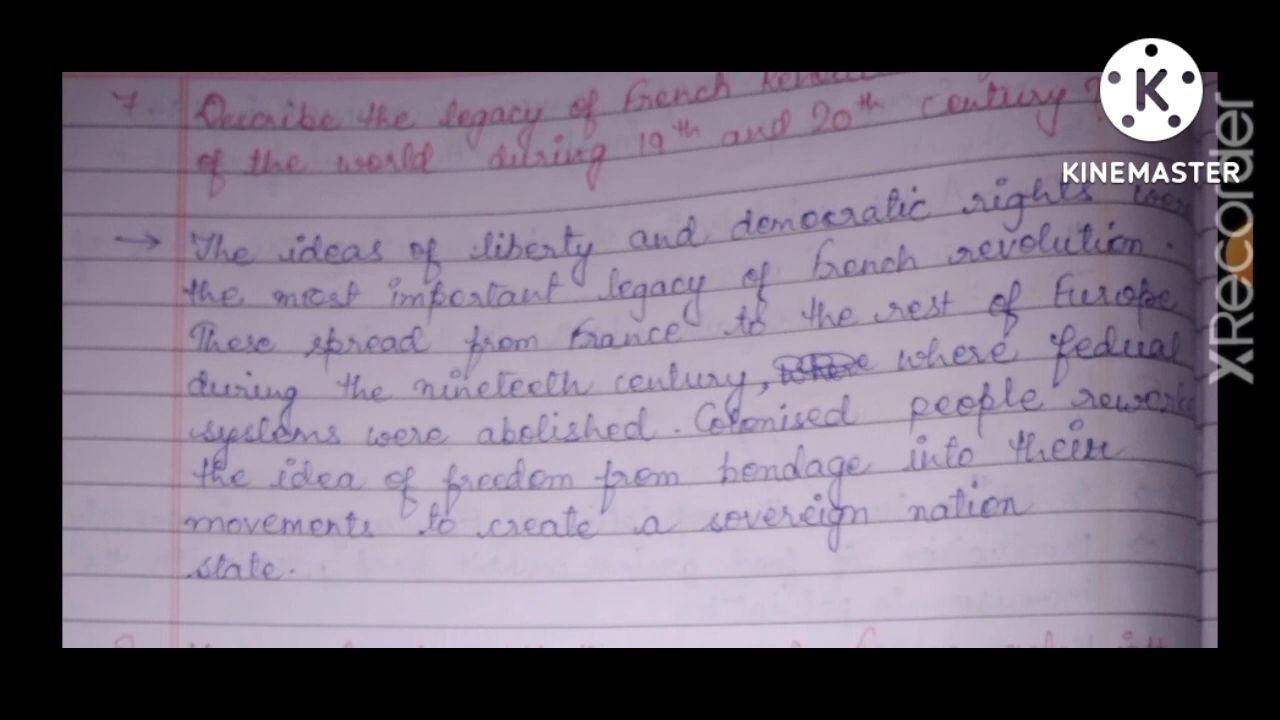 7. Describe the legacy of french
of the world during 19th and 20th century ?
→ The ideas of liberty and democratic rights were
the most important legacy of french revolution.
These spread from france to the rest of Europe
during the nineteeth century, where fedual
systems were abolished. Colonised people rework
the idea of freedom from bondage into their
movements to create a sovereign nation
state.
KINEMASTER
XRecorder